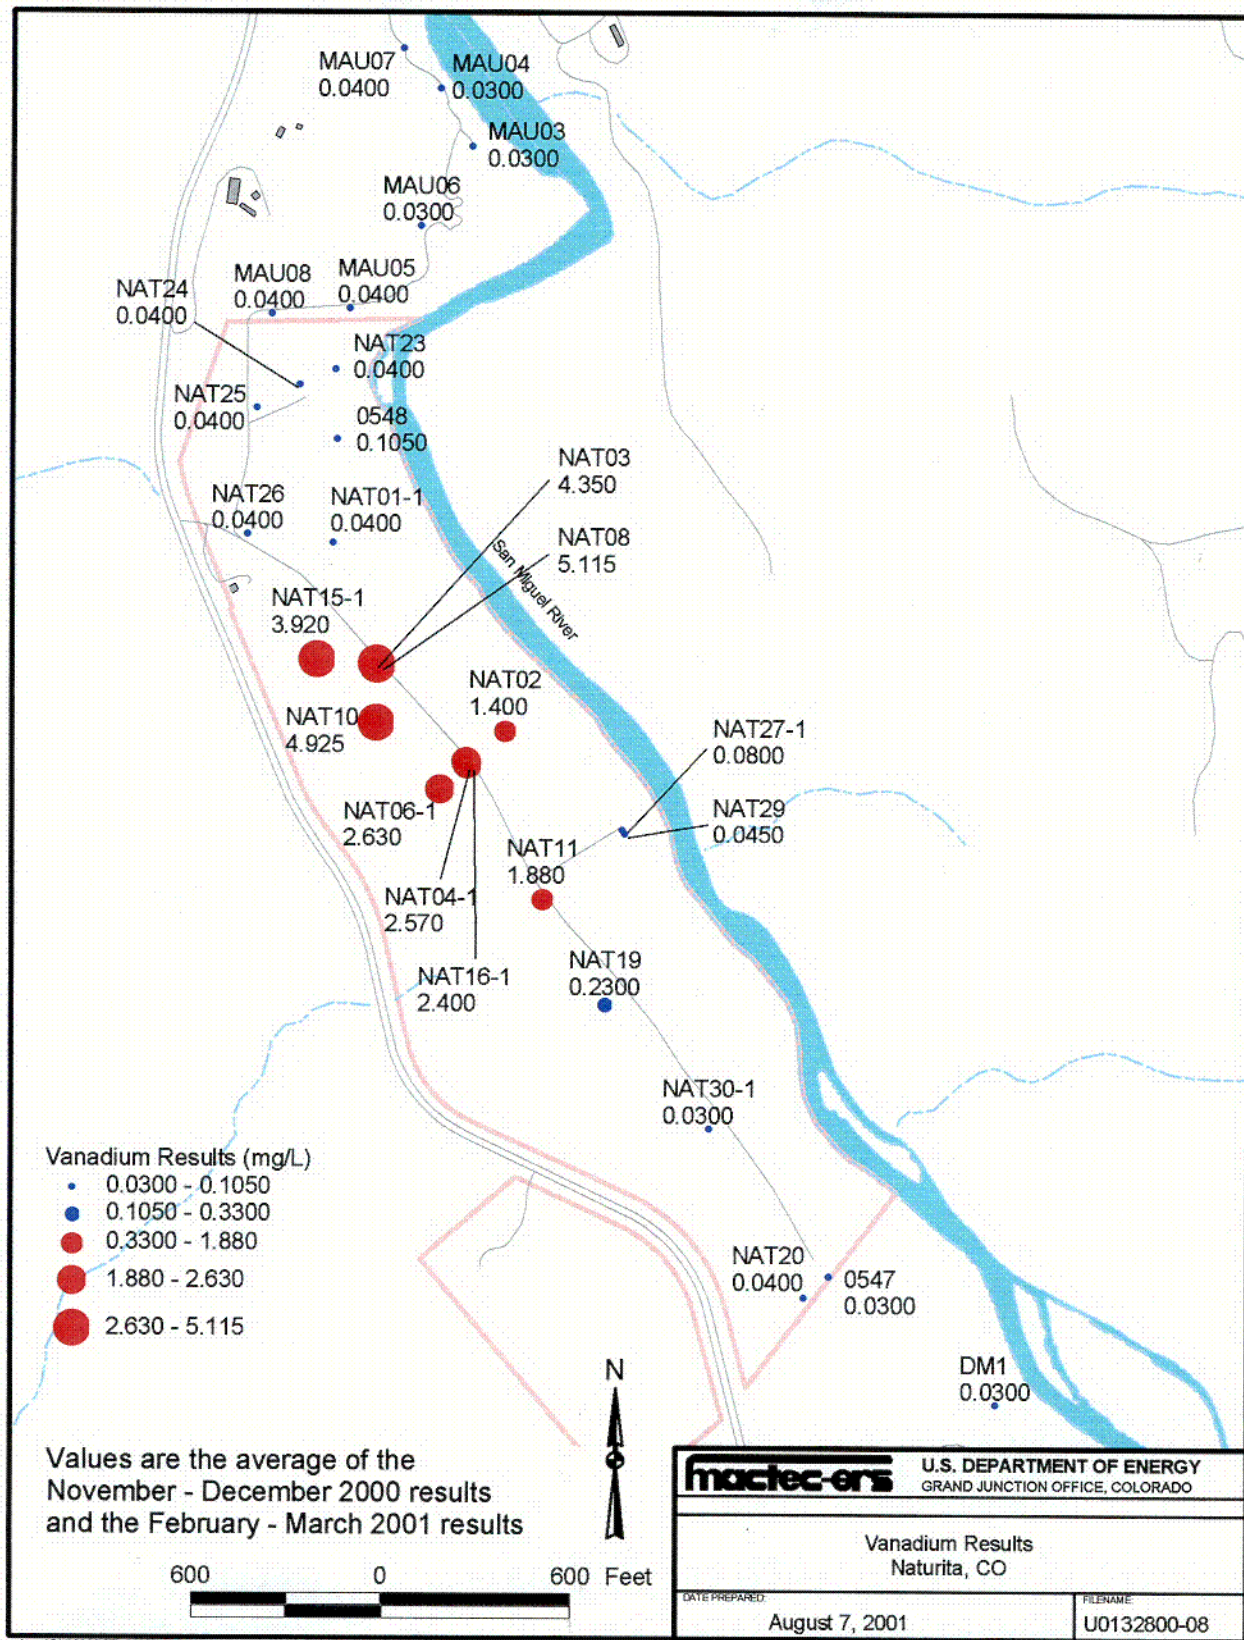 MAU07
0.0400
MAU04
0.0300
MAU03
0.0300
MAU06
0.0300
MAU08
0.0400
MAU05
0.0400
NAT24
0.0400
NAT23
0.0400
NAT25
0.0400
0548
0.1050
NAT03
4.350
NAT26
0.0400
NAT01-1
0.0400
NAT08
5.115
San Miguel River
NAT15-1
3.920
NAT02
1.400
NAT10
4.925
NAT27-1
0.0800
NAT06-1
2.630
NAT29
0.0450
NAT11
1.880
NAT04-1
2.570
NAT16-1
2.400
NAT19
0.2300
NAT30-1
0.0300
Vanadium Results (mg/L)
0.0300 - 0.1050
0.1050 - 0.3300
0.3300 - 1.880
1.880 - 2.630
2.630 - 5.115
NAT20
0.0400
0547
0.0300
DM1
0.0300
N
Values are the average of the
November - December 2000 results
and the February - March 2001 results
600 0 600 Feet
mactec-ers
U.S. DEPARTMENT OF ENERGY
GRAND JUNCTION OFFICE, COLORADO
Vanadium Results
Naturita, CO
DATE PREPARED:
August 7, 2001
FILENAME:
U0132800-08